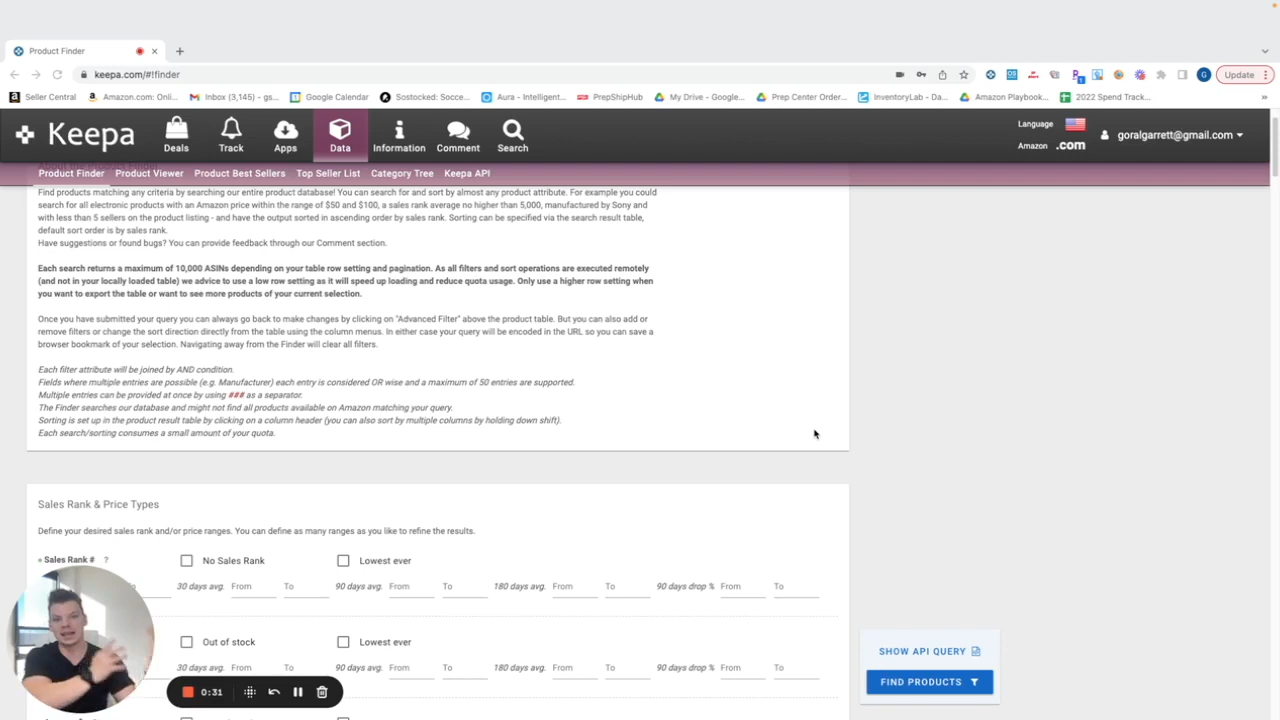 Product Finder
keepa.com/#!finder
Update
Seller Central
Amazon.com: Onli...
Inbox (3,145) - gs...
Google Calendar
Sostocked: Socce...
Aura - Intelligent...
PrepShipHub
My Drive - Google...
Prep Center Order...
InventoryLab - Da...
Amazon Playbook...
2022 Spend Track...
Keepa
Deals
Track
Apps
Data
Information
Comment
Search
Language
Amazon .com
goralgarrett@gmail.com
About the Product Finder
Product Finder
Product Viewer
Product Best Sellers
Top Seller List
Category Tree
Keepa API
Find products matching any criteria by searching our entire product database! You can search for and sort by almost any product attribute. For example you could
search for all electronic products with an Amazon price within the range of $50 and $100, a sales rank average no higher than 5,000, manufactured by Sony and
with less than 5 sellers on the product listing - and have the output sorted in ascending order by sales rank. Sorting can be specified via the search result table,
default sort order is by sales rank.
Have suggestions or found bugs? You can provide feedback through our Comment section.
Each search returns a maximum of 10,000 ASINs depending on your table row setting and pagination. As all filters and sort operations are executed remotely
(and not in your locally loaded table) we advice to use a low row setting as it will speed up loading and reduce quota usage. Only use a higher row setting when
you want to export the table or want to see more products of your current selection.
Once you have submitted your query you can always go back to make changes by clicking on "Advanced Filter" above the product table. But you can also add or
remove filters or change the sort direction directly from the table using the column menus. In either case your query will be encoded in the URL so you can save a
browser bookmark of your selection. Navigating away from the Finder will clear all filters.
Each filter attribute will be joined by AND condition.
Fields where multiple entries are possible (e.g. Manufacturer) each entry is considered OR wise and a maximum of 50 entries are supported.
Multiple entries can be provided at once by using ### as a separator.
The Finder searches our database and might not find all products available on Amazon matching your query.
Sorting is set up in the product result table by clicking on a column header (you can also sort by multiple columns by holding down shift).
Each search/sorting consumes a small amount of your quota.
Sales Rank & Price Types
Define your desired sales rank and/or price ranges. You can define as many ranges as you like to refine the results.
Sales Rank # ?
No Sales Rank
Lowest ever
30 days avg. From To
90 days avg. From To
180 days avg. From To
90 days drop % From To
Out of stock
Lowest ever
30 days avg. From To
90 days avg. From To
180 days avg. From To
90 days drop % From To
SHOW API QUERY
FIND PRODUCTS
0:31